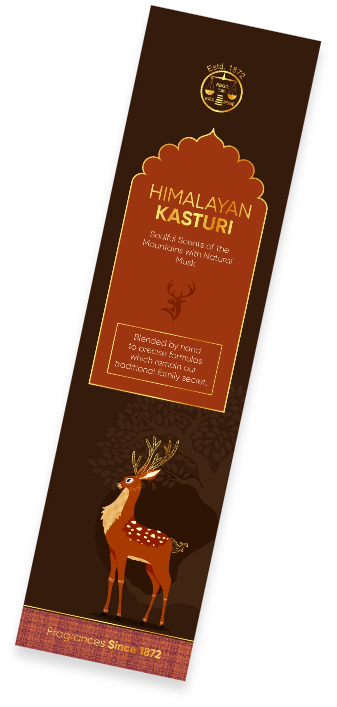 Estd. 1872
HIMALAYAN
KASTURI
Soulful Scents of the
Mountains with Natural
Musk
Blended by hand
to precise formulas
which remain our
traditional family secret.
Fragrances Since 1872